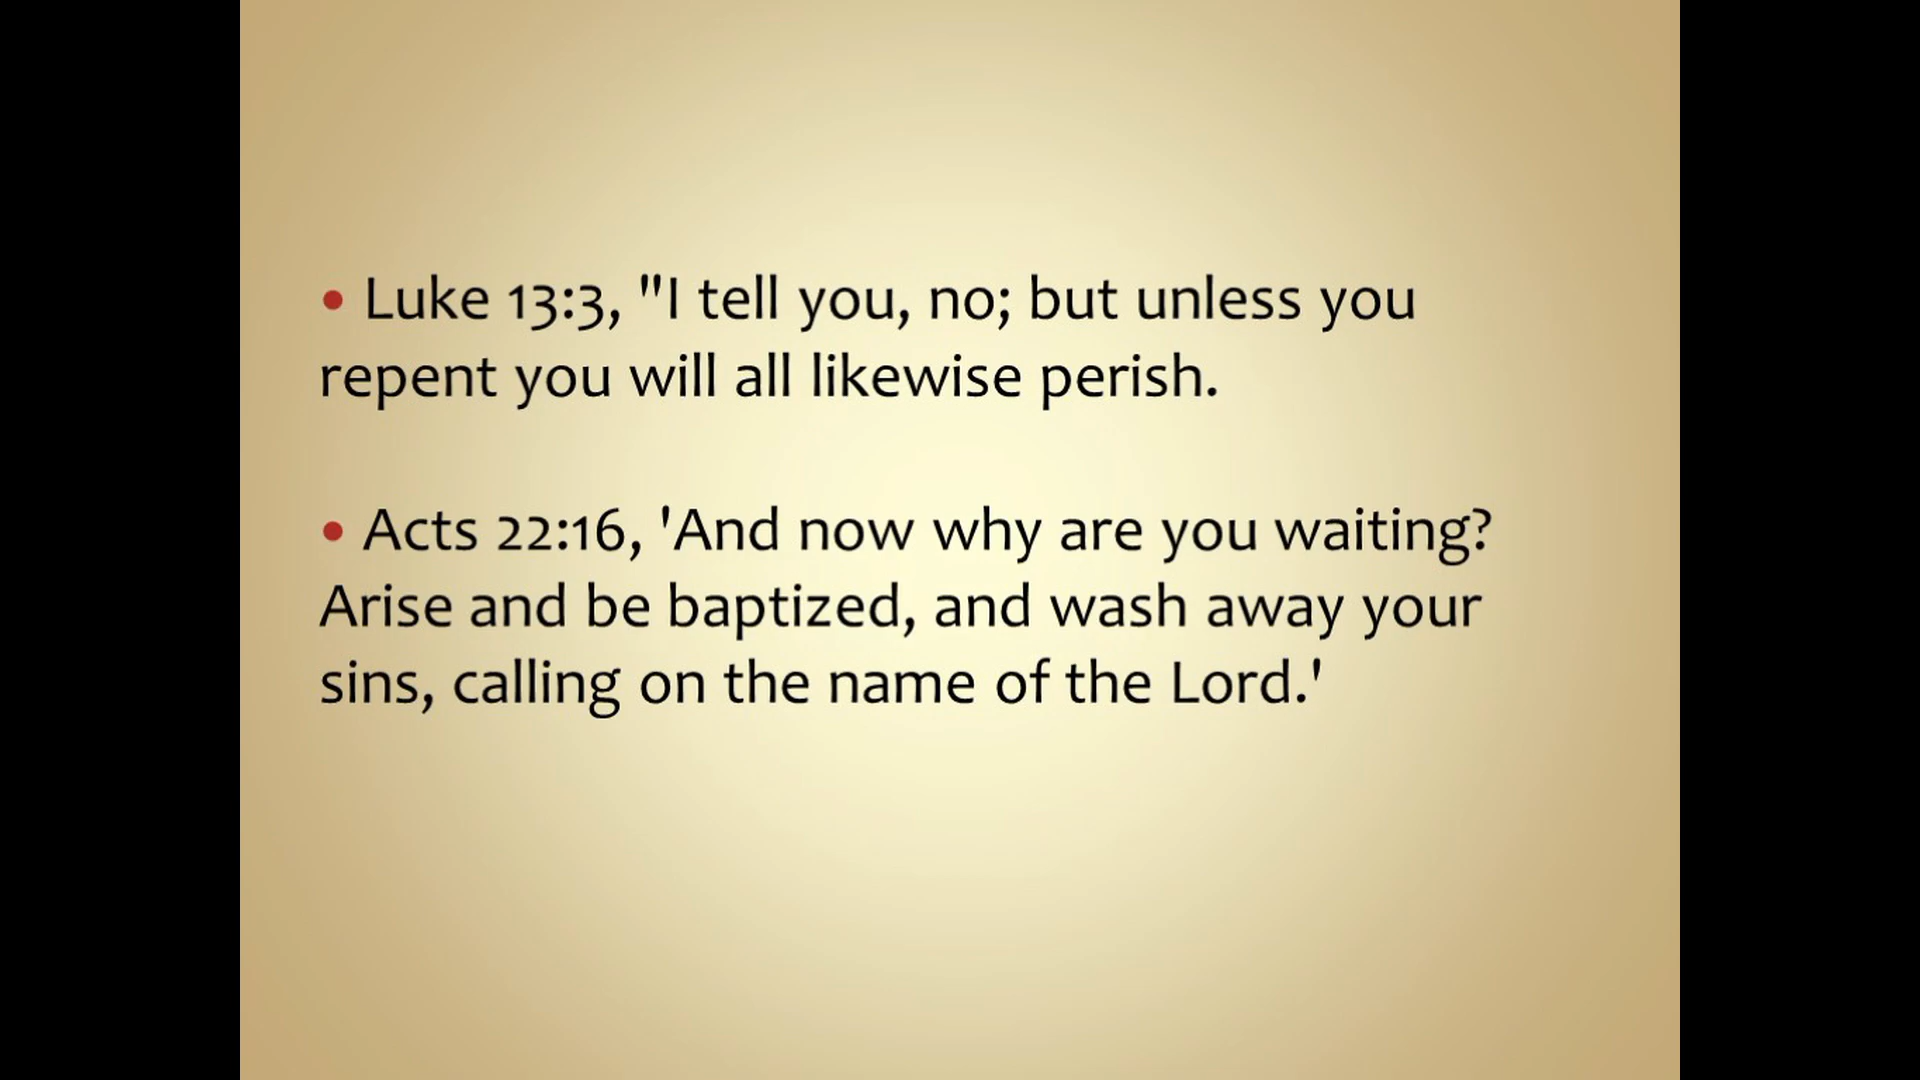 • Luke 13:3, "I tell you, no; but unless you
repent you will all likewise perish.
• Acts 22:16, 'And now why are you waiting?
Arise and be baptized, and wash away your
sins, calling on the name of the Lord.'